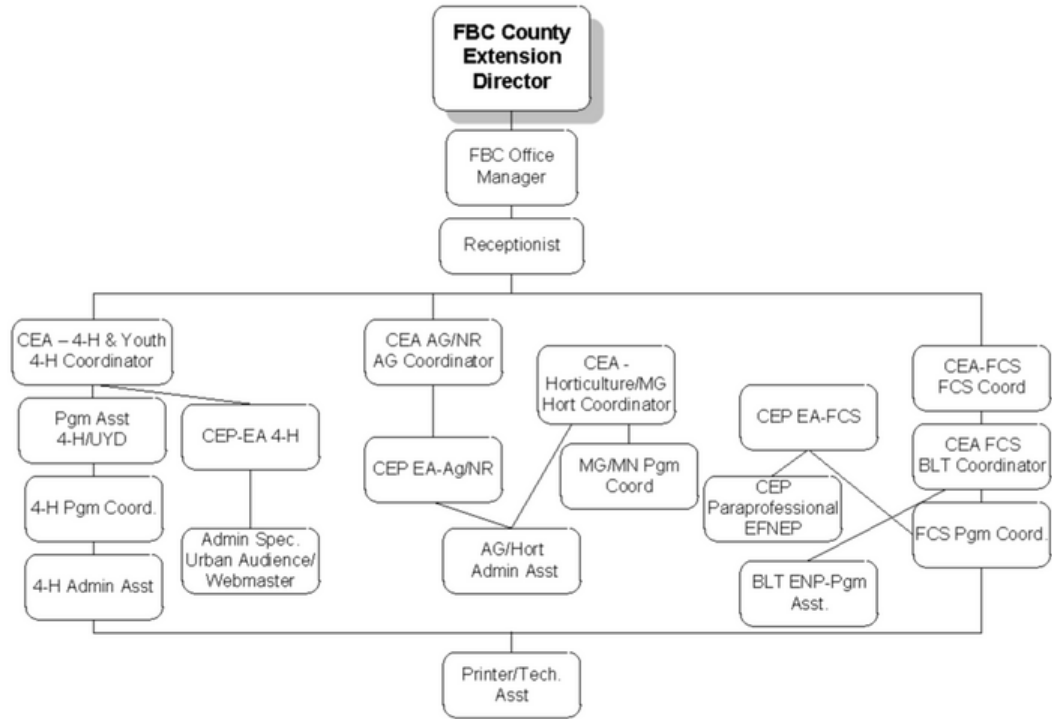 FBC County
Extension
Director
FBC Office
Manager
Receptionist
CEA – 4-H & Youth
4-H Coordinator
CEA AG/NR
AG Coordinator
CEA -
Horticulture/MG
Hort Coordinator
CEA-FCS
FCS Coord
Pgm Asst
4-H/UYD
CEP-EA 4-H
CEP EA-FCS
CEP EA-Ag/NR
MG/MN Pgm
Coord
CEA FCS
BLT Coordinator
4-H Pgm Coord.
CEP
Paraprofessional
EFNEP
FCS Pgm Coord.
Admin Spec.
Urban Audience/
Webmaster
AG/Hort
Admin Asst
4-H Admin Asst
BLT ENP-Pgm
Asst.
Printer/Tech.
Asst